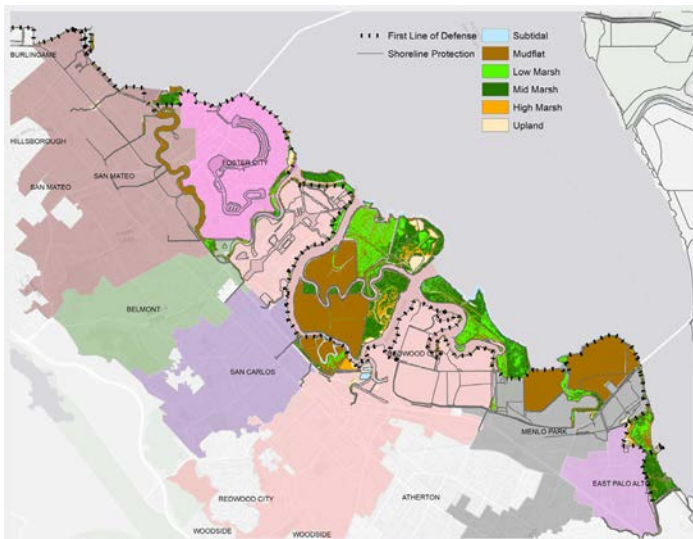 First Line of Defense
Shoreline Protection
Subtidal
Mudflat
Low Marsh
Mid Marsh
High Marsh
Upland
BURLINGAME
HILLSBOROUGH
SAN MATEO
SAN MATEO
FOSTER CITY
BELMONT
SAN CARLOS
REDWOOD CITY
MENLO PARK
EAST PALO ALTO
REDWOOD CITY
ATHERTON
WOODSIDE
WOODSIDE